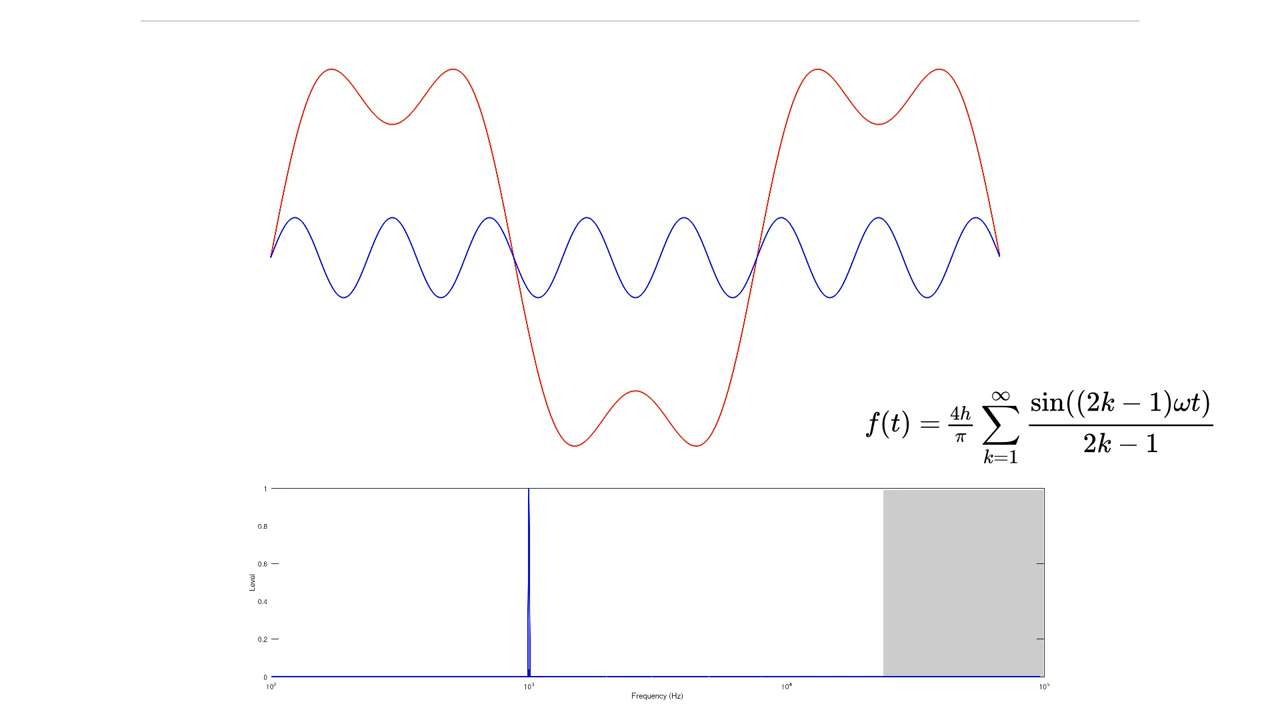 f(t) = 4h/π ∑_{k=1}^{∞} sin((2k − 1)ωt) / (2k − 1)
1
0.8
0.6
Level
0.4
0.2
0
10² 10³ 10⁴ 10⁵
Frequency (Hz)